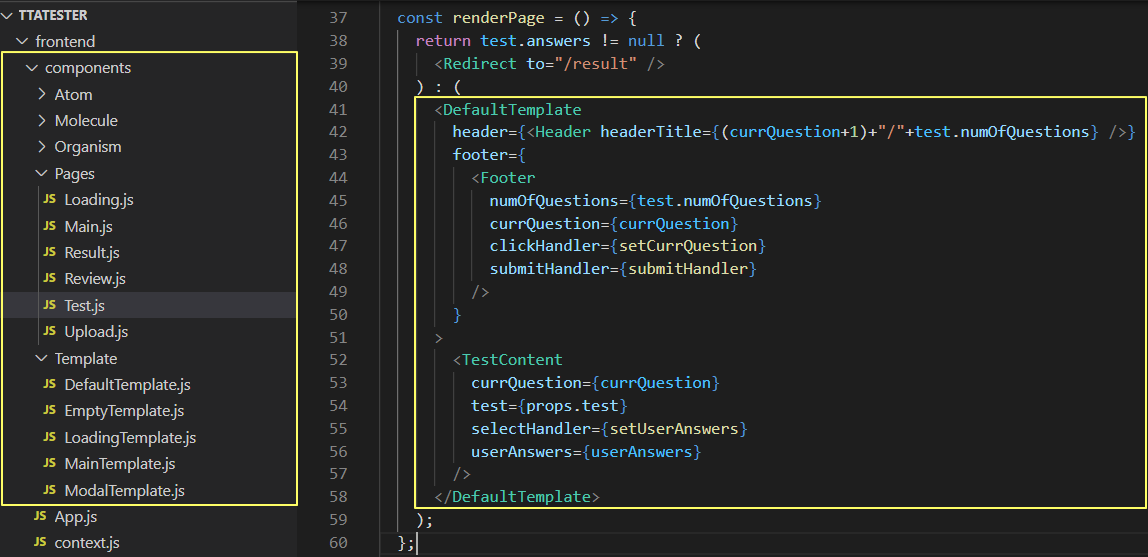 TTATESTER
frontend
components
Atom
Molecule
Organism
Pages
JS Loading.js
JS Main.js
JS Result.js
JS Review.js
JS Test.js
JS Upload.js
Template
JS DefaultTemplate.js
JS EmptyTemplate.js
JS LoadingTemplate.js
JS MainTemplate.js
JS ModalTemplate.js
JS App.js
JS context.js
37 const renderPage = () => {
38 return test.answers != null ? (
39 <Redirect to="/result" />
40 ) : (
41 <DefaultTemplate
42 header={<Header headerTitle={(currQuestion+1)+"/"+test.numOfQuestions} />}
43 footer={
44 <Footer
45 numOfQuestions={test.numOfQuestions}
46 currQuestion={currQuestion}
47 clickHandler={setCurrQuestion}
48 submitHandler={submitHandler}
49 />
50 }
51 >
52 <TestContent
53 currQuestion={currQuestion}
54 test={props.test}
55 selectHandler={setUserAnswers}
56 userAnswers={userAnswers}
57 />
58 </DefaultTemplate>
59 );
60 };